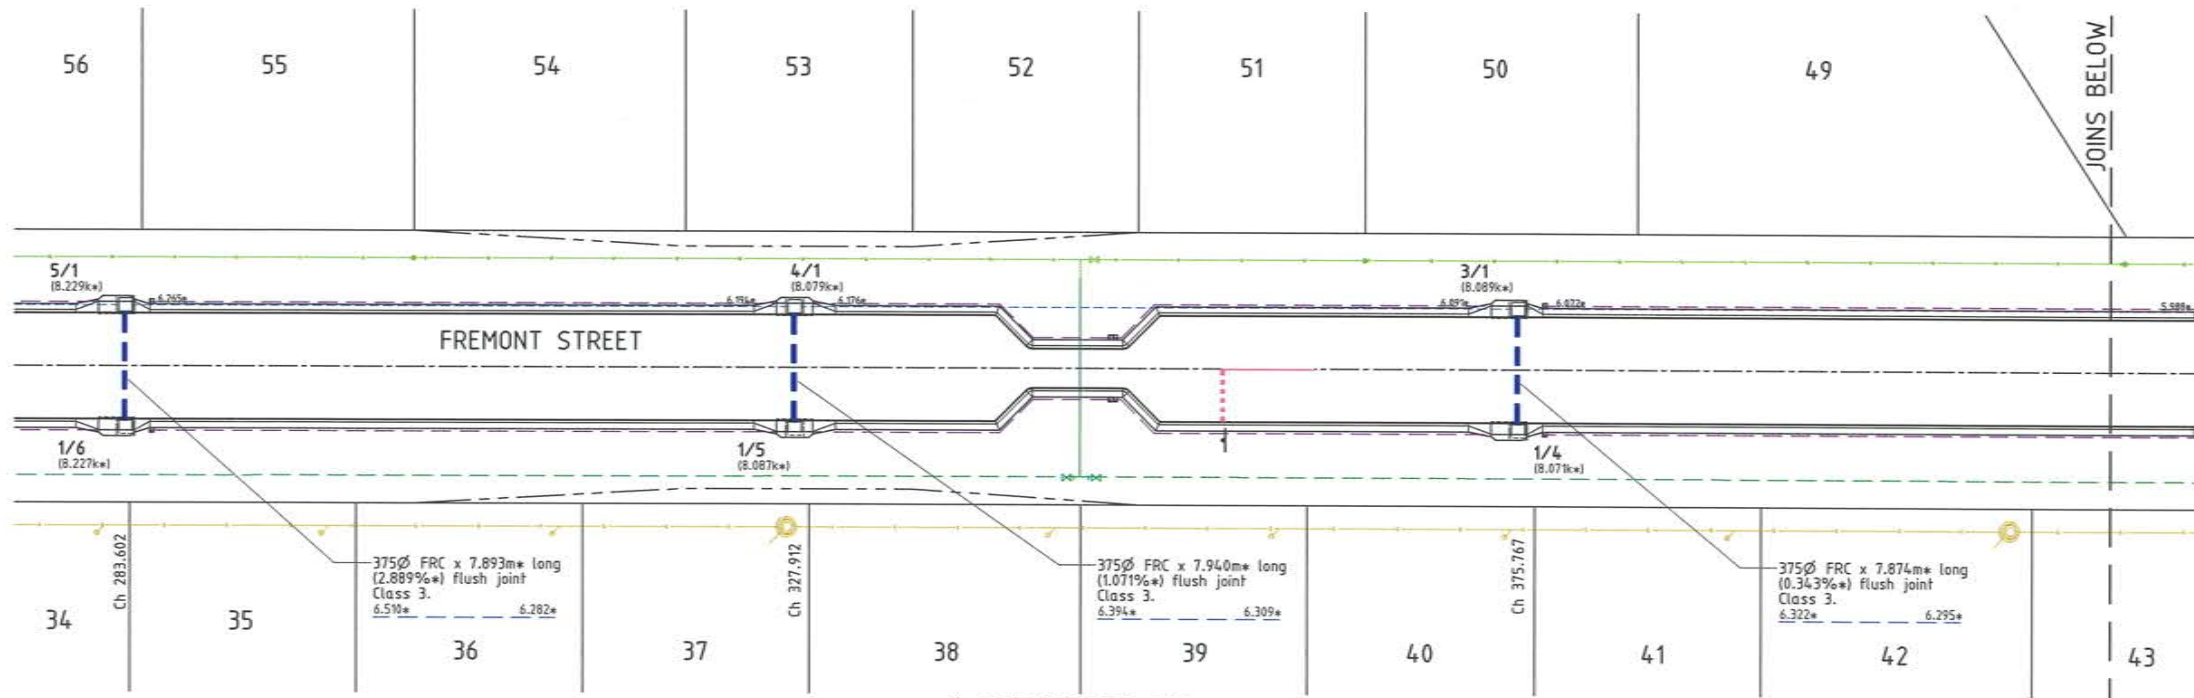 56
55
54
53
52
51
50
49
JOINS BELOW
5/1
(8.229k*)
4/1
(8.079k*)
3/1
(8.089k*)
6.265*
6.194*
6.176*
6.091*
6.072*
5.989*
FREMONT STREET
1/6
(8.227k*)
1/5
(8.087k*)
1/4
(8.071k*)
Ch 283.602
375Ø FRC x 7.893m* long
(2.889%*) flush joint
Class 3.
6.510* 6.282*
Ch 327.912
375Ø FRC x 7.940m* long
(1.071%*) flush joint
Class 3.
6.394* 6.309*
Ch 375.767
375Ø FRC x 7.874m* long
(0.343%*) flush joint
Class 3.
6.322* 6.295*
34
35
36
37
38
39
40
41
42
43